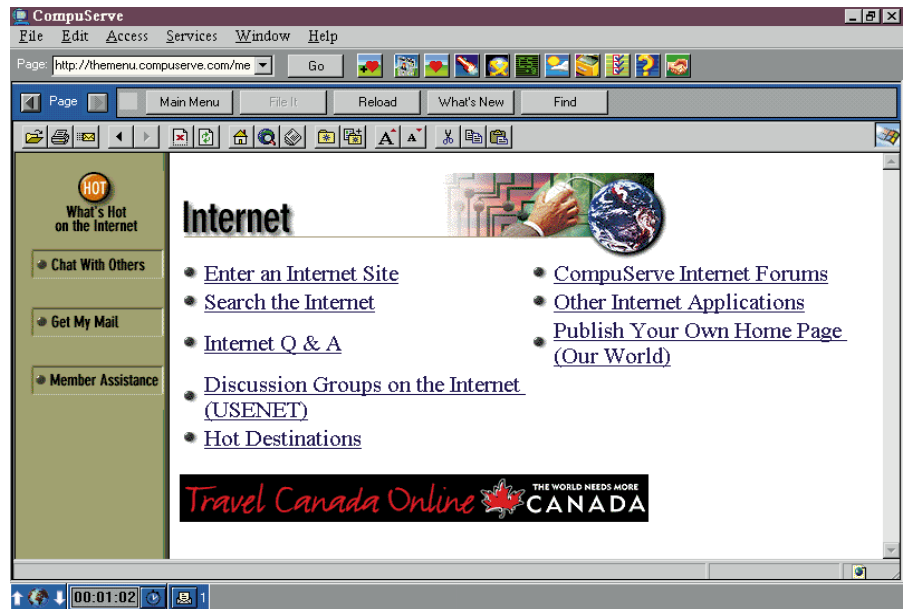 CompuServe
File Edit Access Services Window Help
Page: http://themenu.compuserve.com/me Go
Page Main Menu File It Reload What's New Find
HOT
What's Hot
on the Internet
Chat With Others
Get My Mail
Member Assistance
Internet
Enter an Internet Site
Search the Internet
Internet Q & A
Discussion Groups on the Internet
(USENET)
Hot Destinations
CompuServe Internet Forums
Other Internet Applications
Publish Your Own Home Page
(Our World)
Travel Canada Online THE WORLD NEEDS MORE
CANADA
00:01:02 1